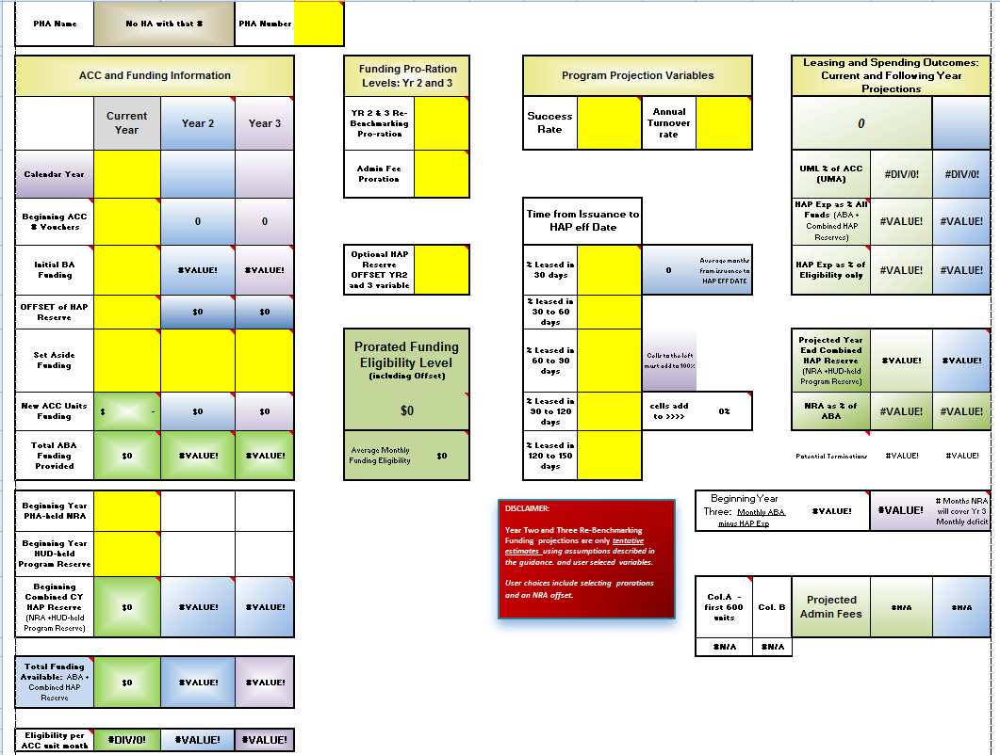 PHA Name
No HA with that #
PHA Number
ACC and Funding Information
Current
Year
Year 2
Year 3
Calendar Year
Beginning ACC
# Vouchers
0
0
Initial BA
Funding
#VALUE!
#VALUE!
OFFSET of HAP
Reserve
$0
$0
Set Aside
Funding
New ACC Units
Funding
$ -
$0
$0
Total ABA
Funding
Provided
$0
#VALUE!
#VALUE!
Beginning Year
PHA-held NRA
Beginning Year
HUD-held
Program Reserve
Beginning
Combined CY
HAP Reserve
(NRA +HUD-held
Program Reserve)
$0
#VALUE!
#VALUE!
Total Funding
Available: ABA +
Combined HAP
Reserve
$0
#VALUE!
#VALUE!
Eligibility per
ACC unit month
#DIV/0!
#VALUE!
#VALUE!
Funding Pro-Ration
Levels: Yr 2 and 3
YR 2 & 3 Re-
Benchmarking
Pro-ration
Admin Fee
Proration
Optional HAP
Reserve
OFFSET YR2
and 3 variable
Prorated Funding
Eligibility Level
(including Offset)
$0
Average Monthly
Funding Eligibility
$0
Program Projection Variables
Success
Rate
Annual
Turnover
rate
Time from Issuance to
HAP eff Date
% Leased in
30 days
0
Average months
from issuance to
HAP EFF DATE
% leased in
30 to 60
days
% Leased in
60 to 90
days
Cells to the left
must add to 100%
% Leased in
90 to 120
days
cells add
to >>>>
0%
% Leased in
120 to 150
days
DISCLAIMER:
Year Two and Three Re-Benchmarking
Funding projections are only tentative
estimates using assumptions described in
the guidance. and user seleced variables.
User choices include selecting prorations
and an NRA offset.
Leasing and Spending Outcomes:
Current and Following Year
Projections
0
UML % of ACC
(UMA)
#DIV/0!
#DIV/0!
HAP Exp as % All
Funds (ABA +
Combined HAP
Reserves)
#VALUE!
#VALUE!
HAP Exp as % of
Eligibility only
#VALUE!
#VALUE!
Projected Year
End Combined
HAP Reserve
(NRA +HUD-held
Program Reserve)
#VALUE!
#VALUE!
NRA as % of
ABA
#VALUE!
#VALUE!
Potential Terminations
#VALUE!
#VALUE!
Beginning Year
Three: Monthly ABA
minus HAP Exp
#VALUE!
#VALUE!
# Months NRA
will cover Yr 3
Monthly deficit
Col.A -
first 600
units
Col. B
Projected
Admin Fees
#N/A
#N/A
#N/A
#N/A